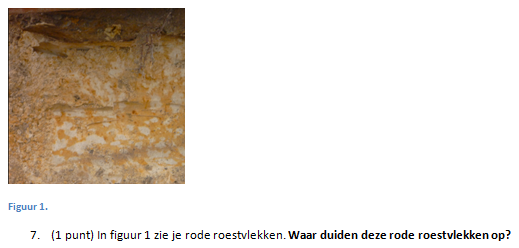 Figuur 1.
7. (1 punt) In figuur 1 zie je rode roestvlekken. Waar duiden deze rode roestvlekken op?